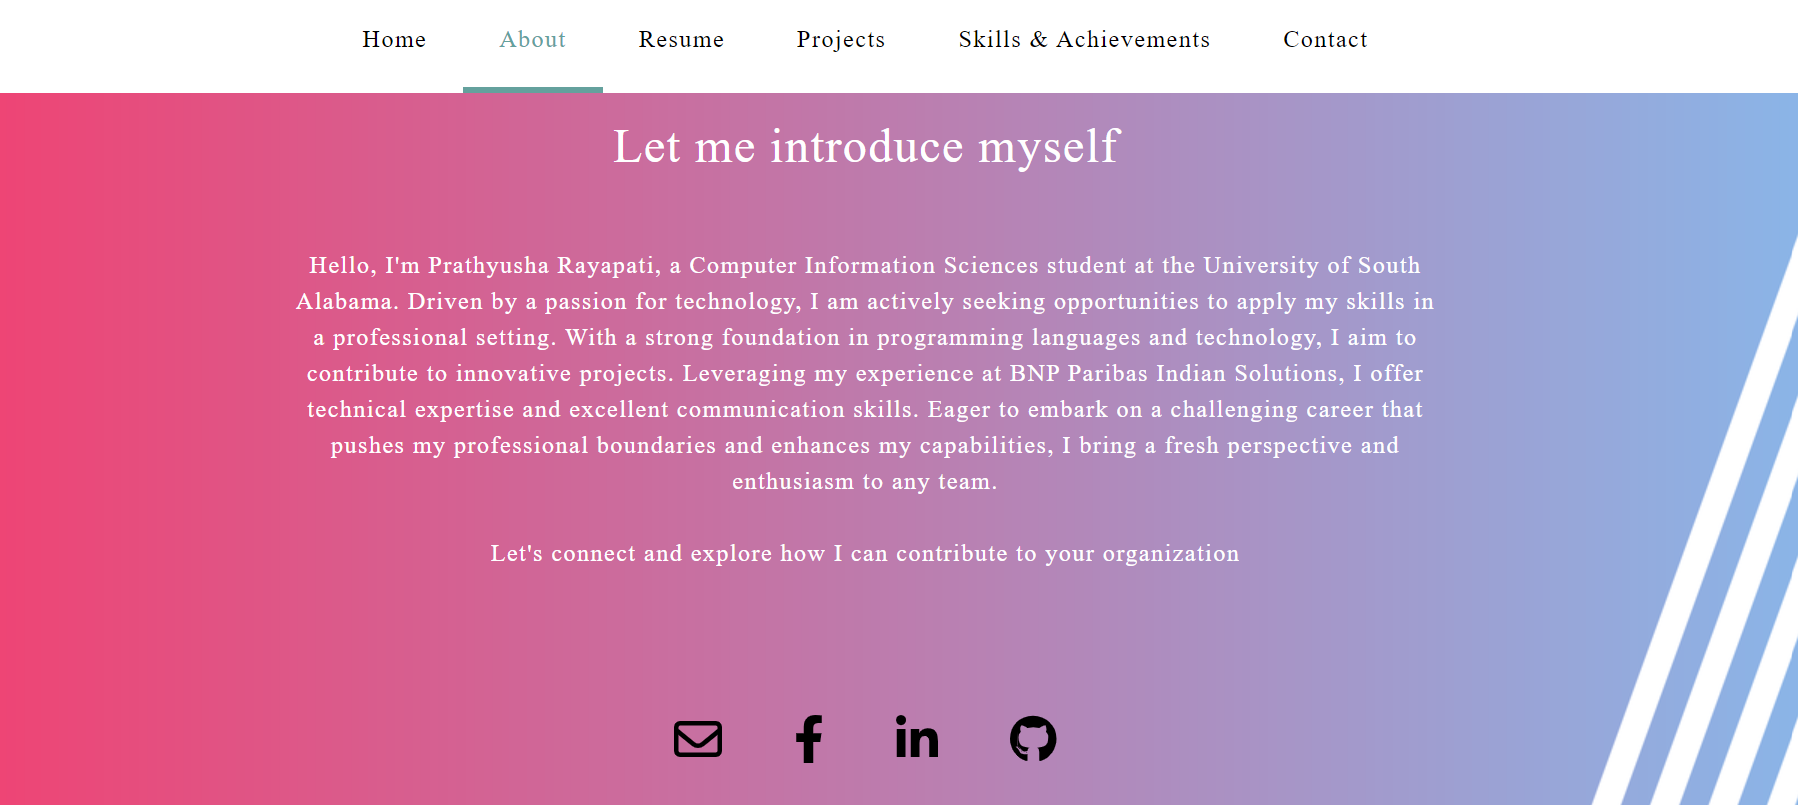 Home About Resume Projects Skills & Achievements Contact
Let me introduce myself
Hello, I'm Prathyusha Rayapati, a Computer Information Sciences student at the University of South
Alabama. Driven by a passion for technology, I am actively seeking opportunities to apply my skills in
a professional setting. With a strong foundation in programming languages and technology, I aim to
contribute to innovative projects. Leveraging my experience at BNP Paribas Indian Solutions, I offer
technical expertise and excellent communication skills. Eager to embark on a challenging career that
pushes my professional boundaries and enhances my capabilities, I bring a fresh perspective and
enthusiasm to any team.
Let's connect and explore how I can contribute to your organization